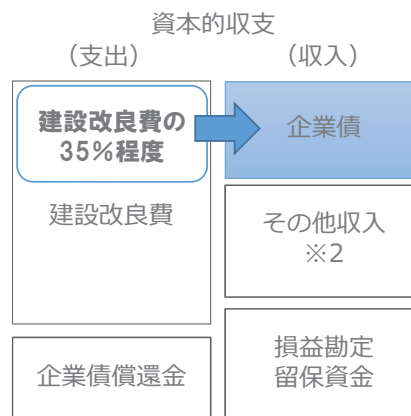 資本的収支
（支出）
（収入）
建設改良費の
35%程度
建設改良費
企業債償還金
企業債
その他収入
※2
損益勘定
留保資金